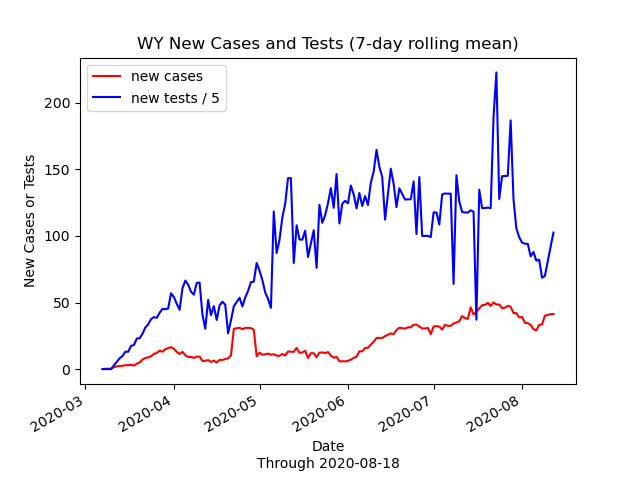 WY New Cases and Tests (7-day rolling mean)
new cases
new tests / 5
200
150
100
50
0
New Cases or Tests
2020-03
2020-04
2020-05
2020-06
2020-07
2020-08
Date
Through 2020-08-18